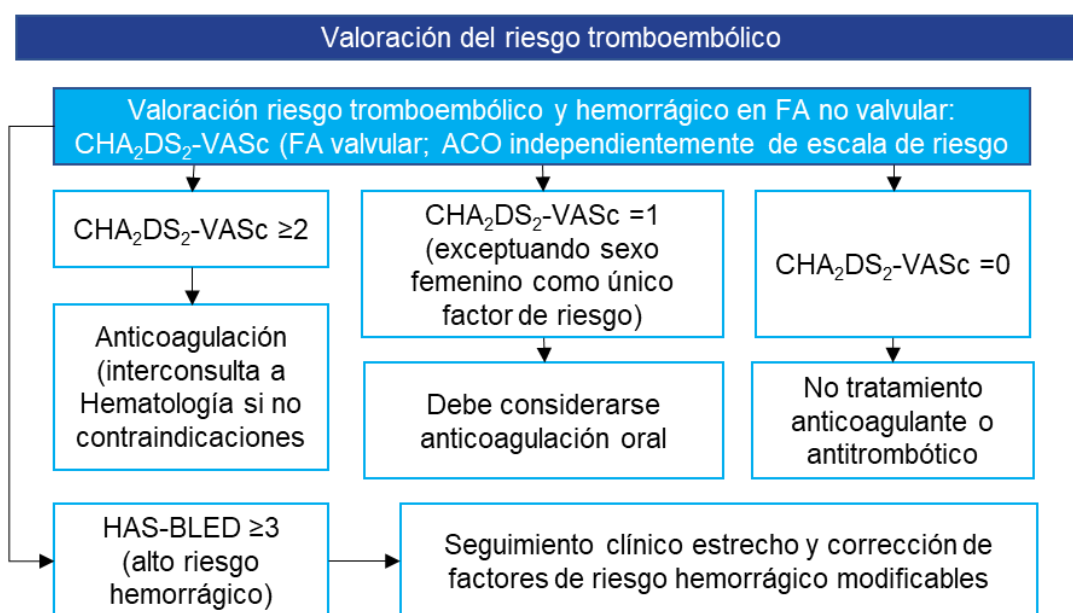 Valoración del riesgo tromboembólico
Valoración riesgo tromboembólico y hemorrágico en FA no valvular:
CHA₂DS₂-VASc (FA valvular; ACO independientemente de escala de riesgo
CHA₂DS₂-VASc ≥2
CHA₂DS₂-VASc =1
(exceptuando sexo
femenino como único
factor de riesgo)
CHA₂DS₂-VASc =0
Anticoagulación
(interconsulta a
Hematología si no
contraindicaciones
Debe considerarse
anticoagulación oral
No tratamiento
anticoagulante o
antitrombótico
HAS-BLED ≥3
(alto riesgo
hemorrágico)
Seguimiento clínico estrecho y corrección de
factores de riesgo hemorrágico modificables